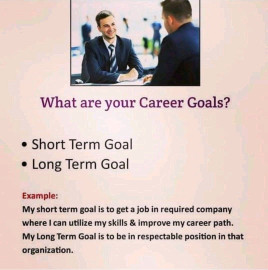 What are your Career Goals?
• Short Term Goal
• Long Term Goal
Example:
My short term goal is to get a job in required company
where I can utilize my skills & improve my career path.
My Long Term Goal is to be in respectable position in that
organization.